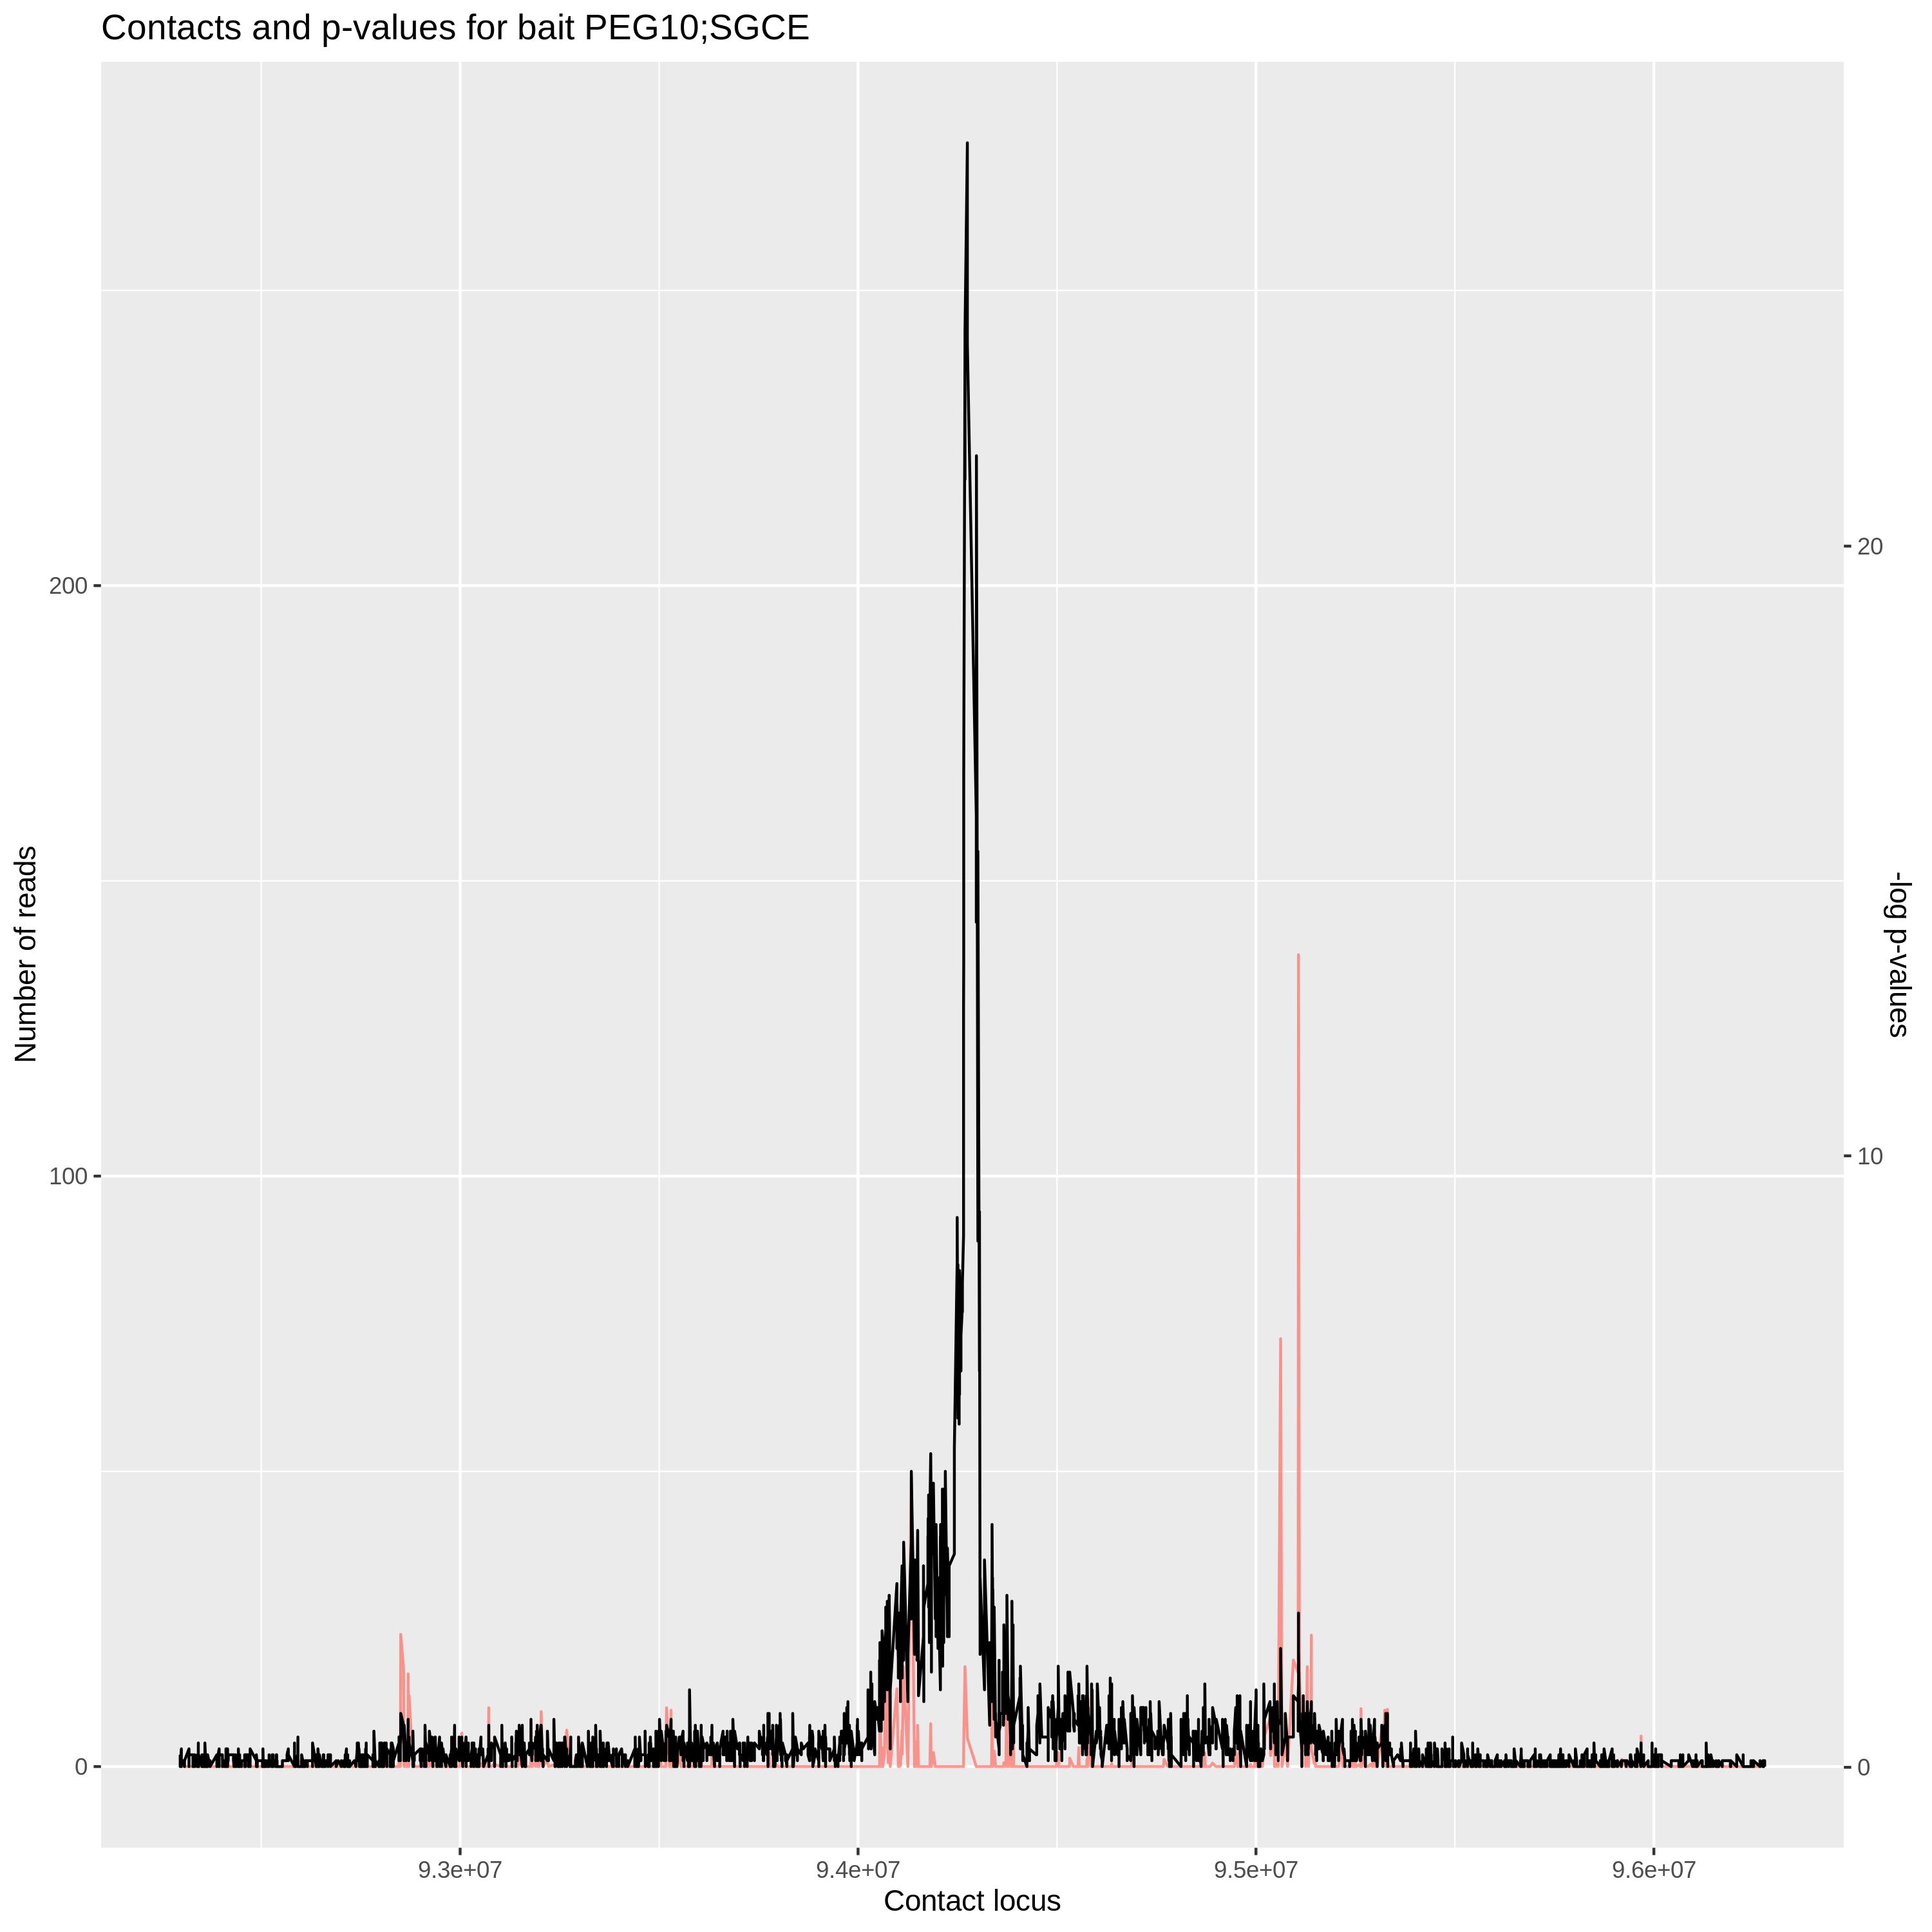 Contacts and p-values for bait PEG10;SGCE
Number of reads
200
100
0
20
10
0
-log p-values
9.3e+07
9.4e+07
9.5e+07
9.6e+07
Contact locus